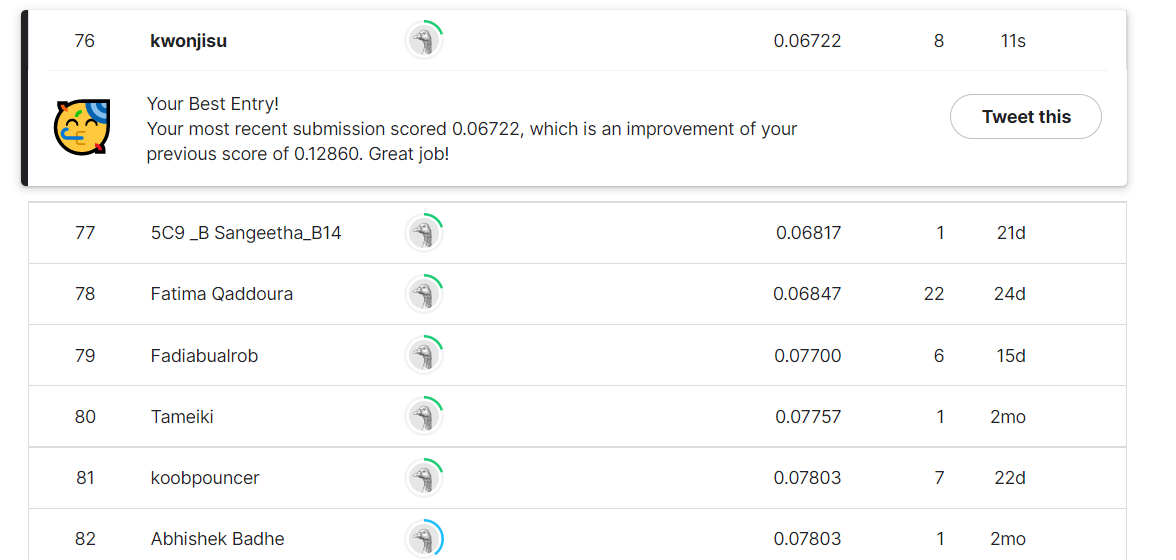 76 kwonjisu 0.06722 8 11s
Your Best Entry!
Your most recent submission scored 0.06722, which is an improvement of your
previous score of 0.12860. Great job!
Tweet this
77 5C9 _B Sangeetha_B14 0.06817 1 21d
78 Fatima Qaddoura 0.06847 22 24d
79 Fadiabualrob 0.07700 6 15d
80 Tameiki 0.07757 1 2mo
81 koobpouncer 0.07803 7 22d
82 Abhishek Badhe 0.07803 1 2mo